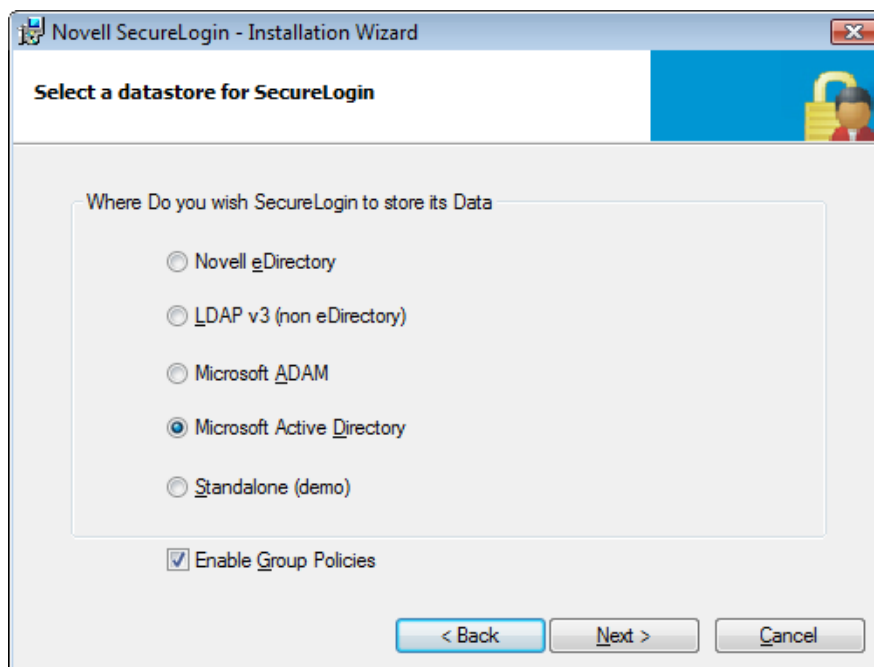 Novell SecureLogin - Installation Wizard
Select a datastore for SecureLogin
Where Do you wish SecureLogin to store its Data
Novell eDirectory
LDAP v3 (non eDirectory)
Microsoft ADAM
Microsoft Active Directory
Standalone (demo)
Enable Group Policies
< Back Next > Cancel